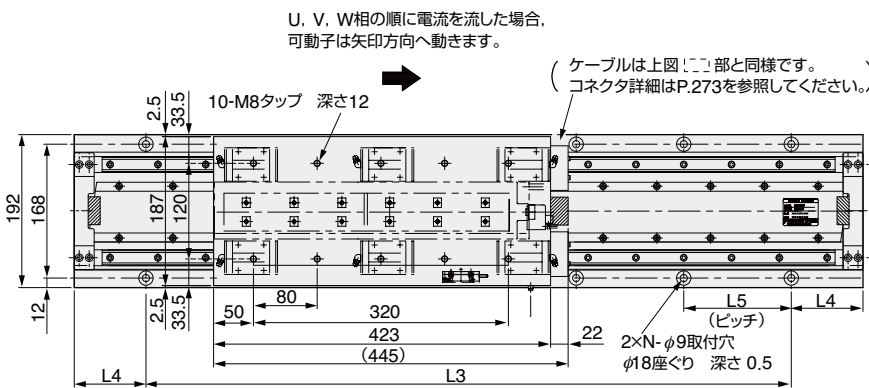 U, V, W相の順に電流を流した場合,
可動子は矢印方向へ動きます。
ケーブルは上図 部と同様です。
コネクタ詳細はP.273を参照してください。
10-M8タップ 深さ12
2.5
33.5
192
168
187
120
12
2.5
33.5
50
80
320
423
22
(445)
L5
(ピッチ)
L4
2×N-φ9取付穴
φ18座ぐり 深さ 0.5
L4
L3